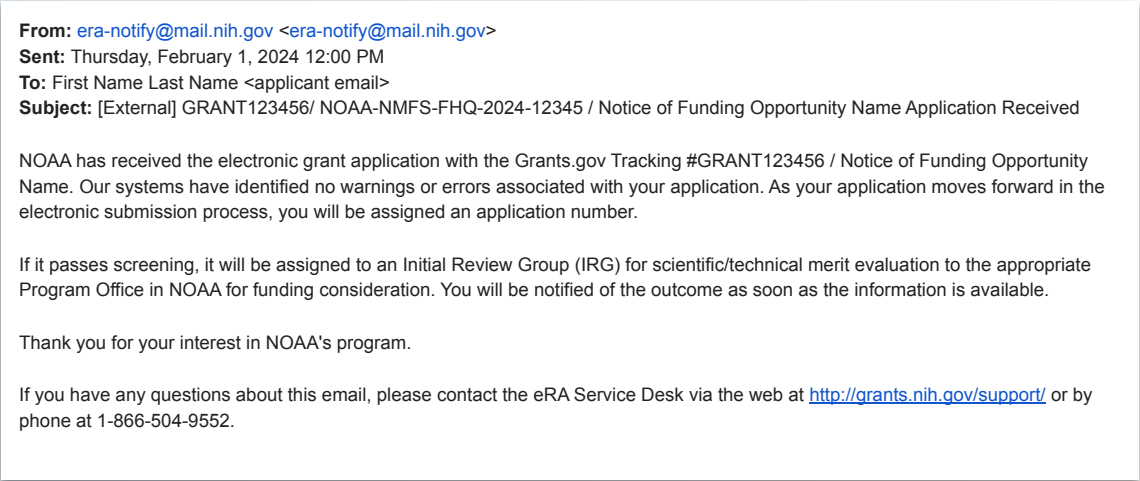 From: era-notify@mail.nih.gov <era-notify@mail.nih.gov>
Sent: Thursday, February 1, 2024 12:00 PM
To: First Name Last Name <applicant email>
Subject: [External] GRANT123456/ NOAA-NMFS-FHQ-2024-12345 / Notice of Funding Opportunity Name Application Received
NOAA has received the electronic grant application with the Grants.gov Tracking #GRANT123456 / Notice of Funding Opportunity
Name. Our systems have identified no warnings or errors associated with your application. As your application moves forward in the
electronic submission process, you will be assigned an application number.
If it passes screening, it will be assigned to an Initial Review Group (IRG) for scientific/technical merit evaluation to the appropriate
Program Office in NOAA for funding consideration. You will be notified of the outcome as soon as the information is available.
Thank you for your interest in NOAA's program.
If you have any questions about this email, please contact the eRA Service Desk via the web at http://grants.nih.gov/support/ or by
phone at 1-866-504-9552.